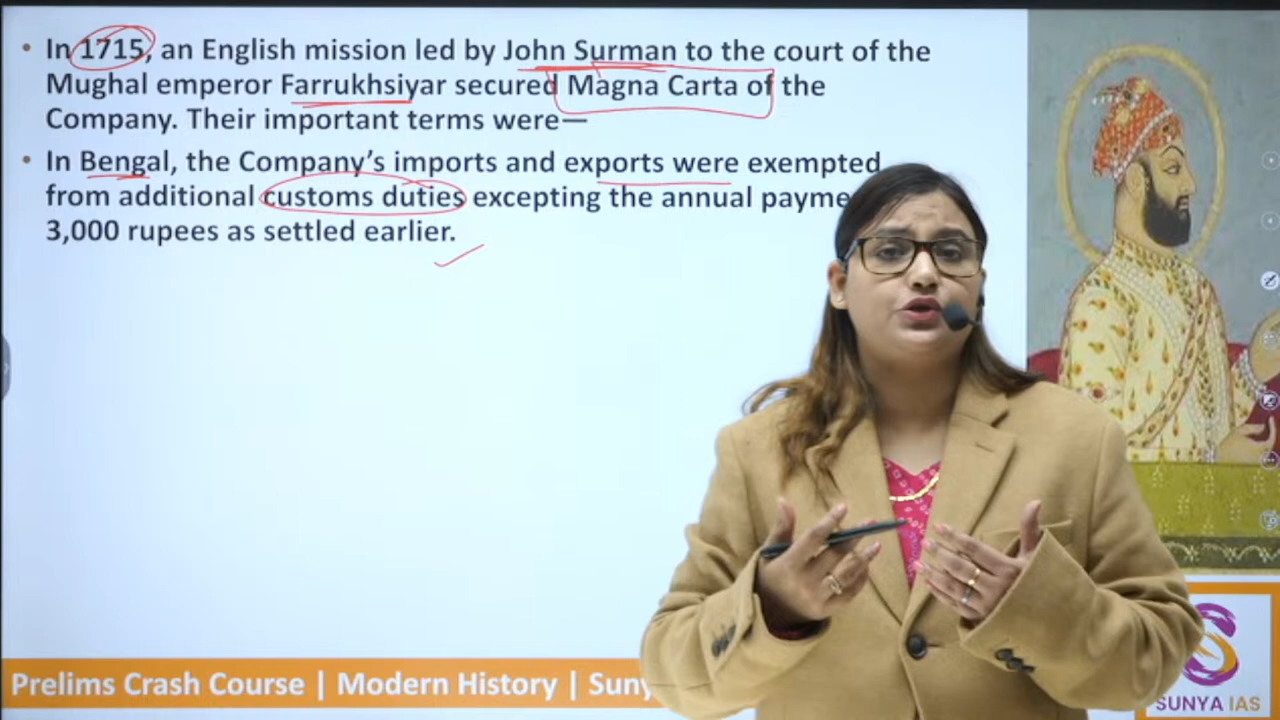 • In 1715, an English mission led by John Surman to the court of the
Mughal emperor Farrukhsiyar secured Magna Carta of the
Company. Their important terms were—
• In Bengal, the Company's imports and exports were exempted
from additional customs duties excepting the annual
3,000 rupees as settled earlier.
Prelims Crash Course | Modern History |
SUNYA IAS